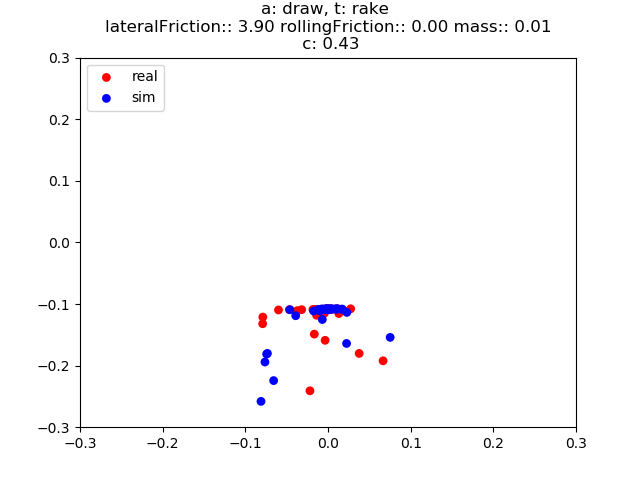 a: draw, t: rake
lateralFriction:: 3.90 rollingFriction:: 0.00 mass:: 0.01
c: 0.43
real
sim
0.3
0.2
0.1
0.0
−0.1
−0.2
−0.3
−0.3 −0.2 −0.1 0.0 0.1 0.2 0.3